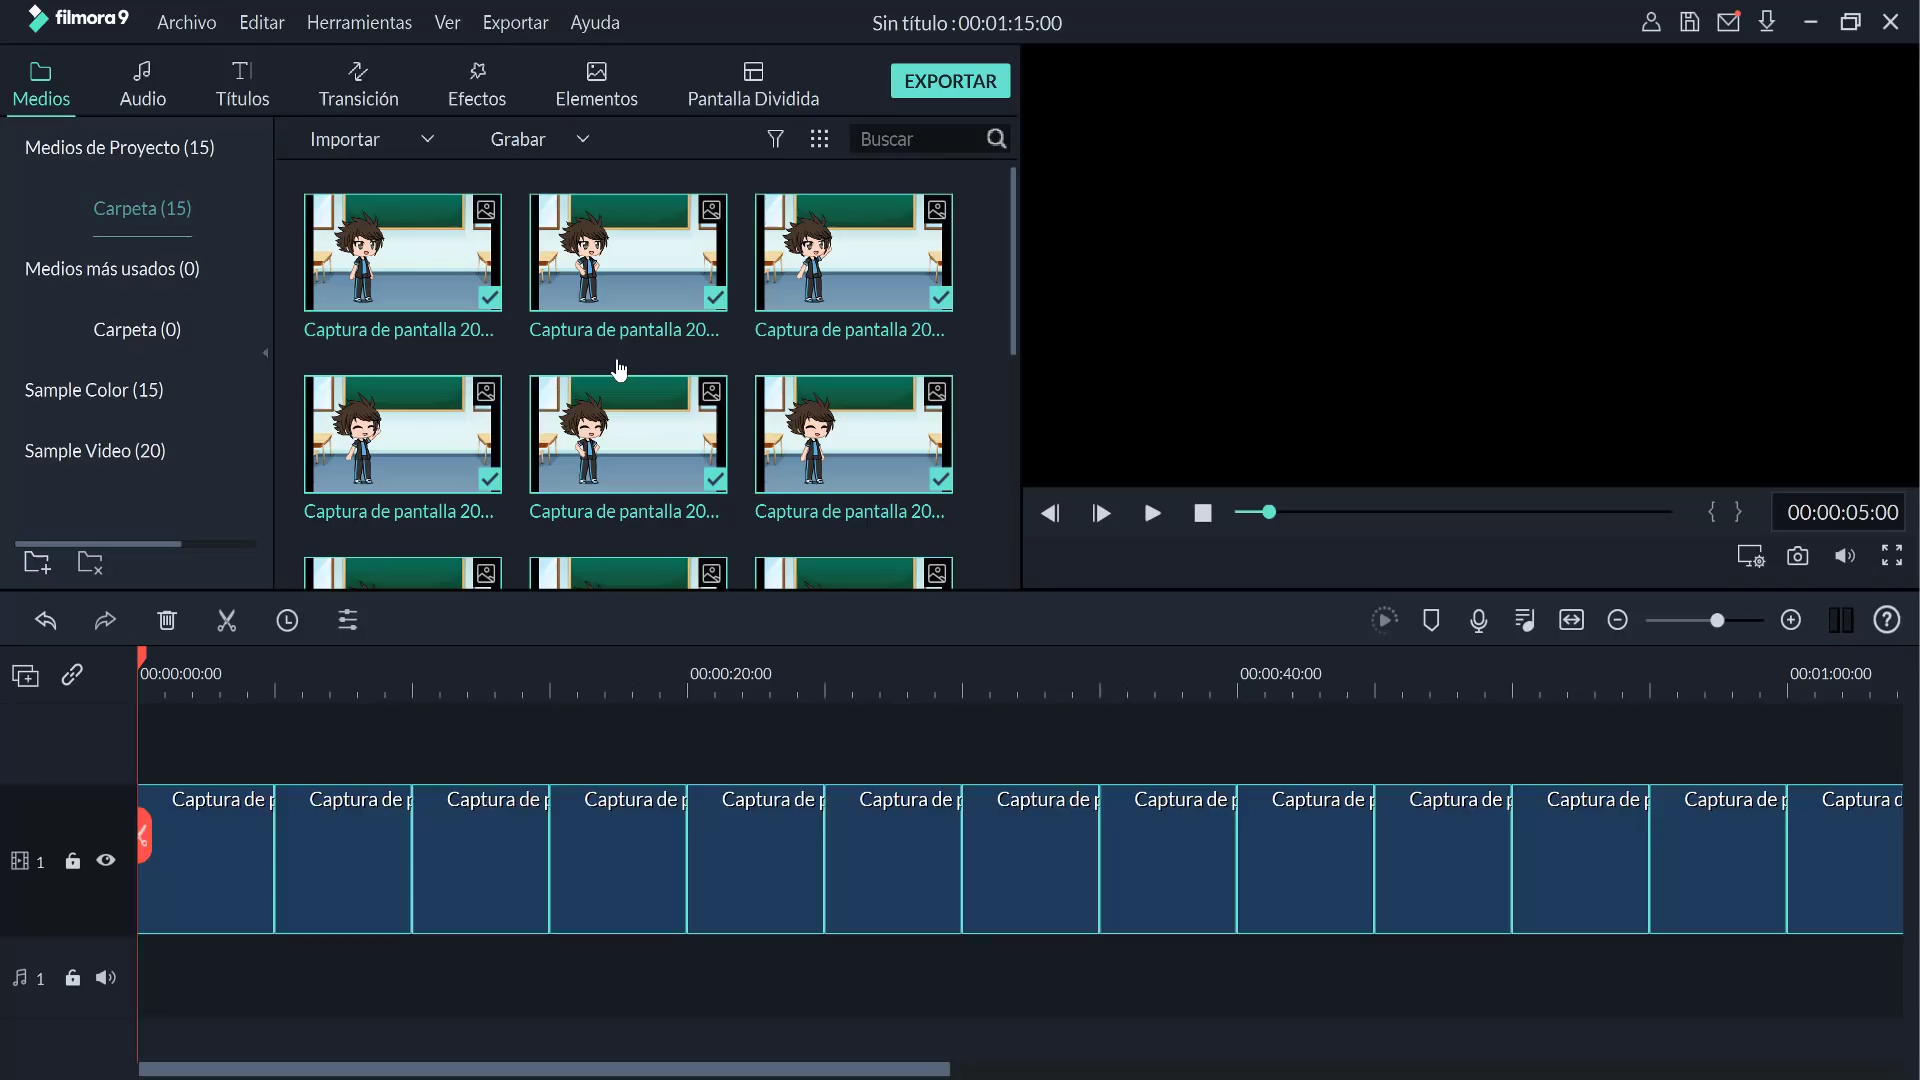 filmora 9 Archivo Editar Herramientas Ver Exportar Ayuda Sin título : 00:01:15:00
Medios Audio Títulos Transición Efectos Elementos Pantalla Dividida EXPORTAR
Medios de Proyecto (15)
Carpeta (15)
Medios más usados (0)
Carpeta (0)
Sample Color (15)
Sample Video (20)
Importar Grabar Buscar
Captura de pantalla 20... Captura de pantalla 20... Captura de pantalla 20...
Captura de pantalla 20... Captura de pantalla 20... Captura de pantalla 20...
{ } 00:00:05:00
00:00:00:00 00:00:20:00 00:00:40:00 00:01:00:00
Captura de p Captura de p Captura de p Captura de p Captura de p Captura de p Captura de p Captura de p Captura de p Captura de p Captura de p Captura de p Captura d
1
1